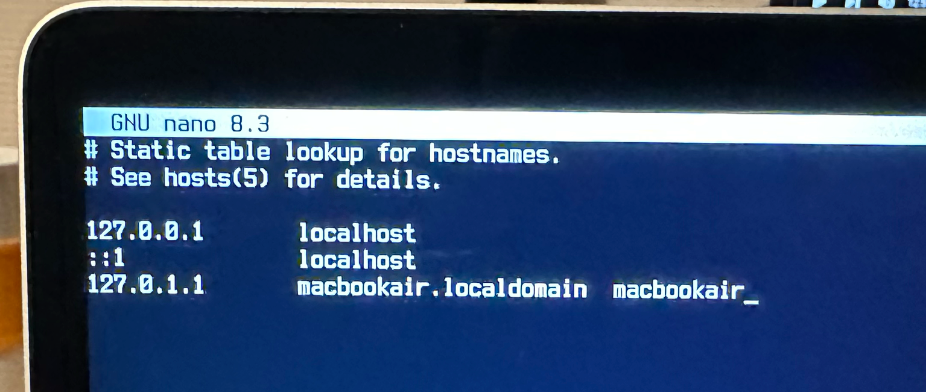 GNU nano 8.3
# Static table lookup for hostnames.
# See hosts(5) for details.
127.0.0.1 localhost
::1 localhost
127.0.1.1 macbookair.localdomain macbookair_